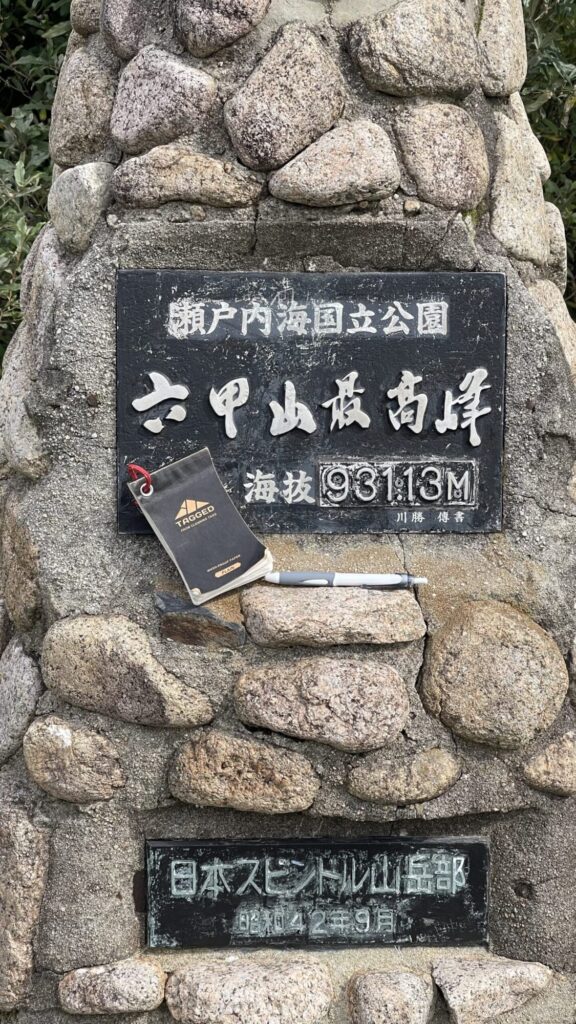 瀬戸内海国立公園
六甲山最高峰
海抜 931.13M
川勝 傳書
TAGGED
PLAIN
日本スピンドル山岳部
昭和42年9月